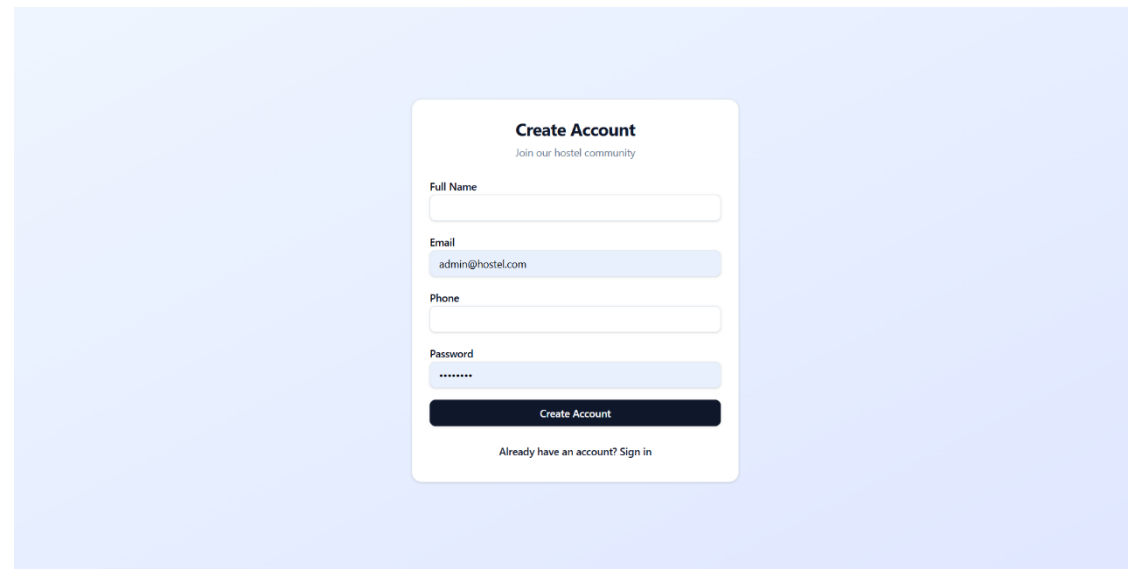 Create Account
Join our hostel community
Full Name
Email
admin@hostel.com
Phone
Password
••••••••
Create Account
Already have an account? Sign in